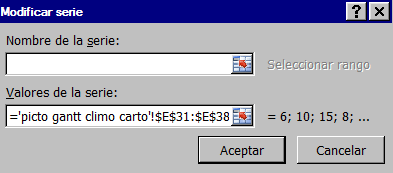 Modificar serie
Nombre de la serie:
Seleccionar rango
Valores de la serie:
='picto gantt climo carto'!$E$31:$E$38 = 6; 10; 15; 8; ...
Aceptar Cancelar